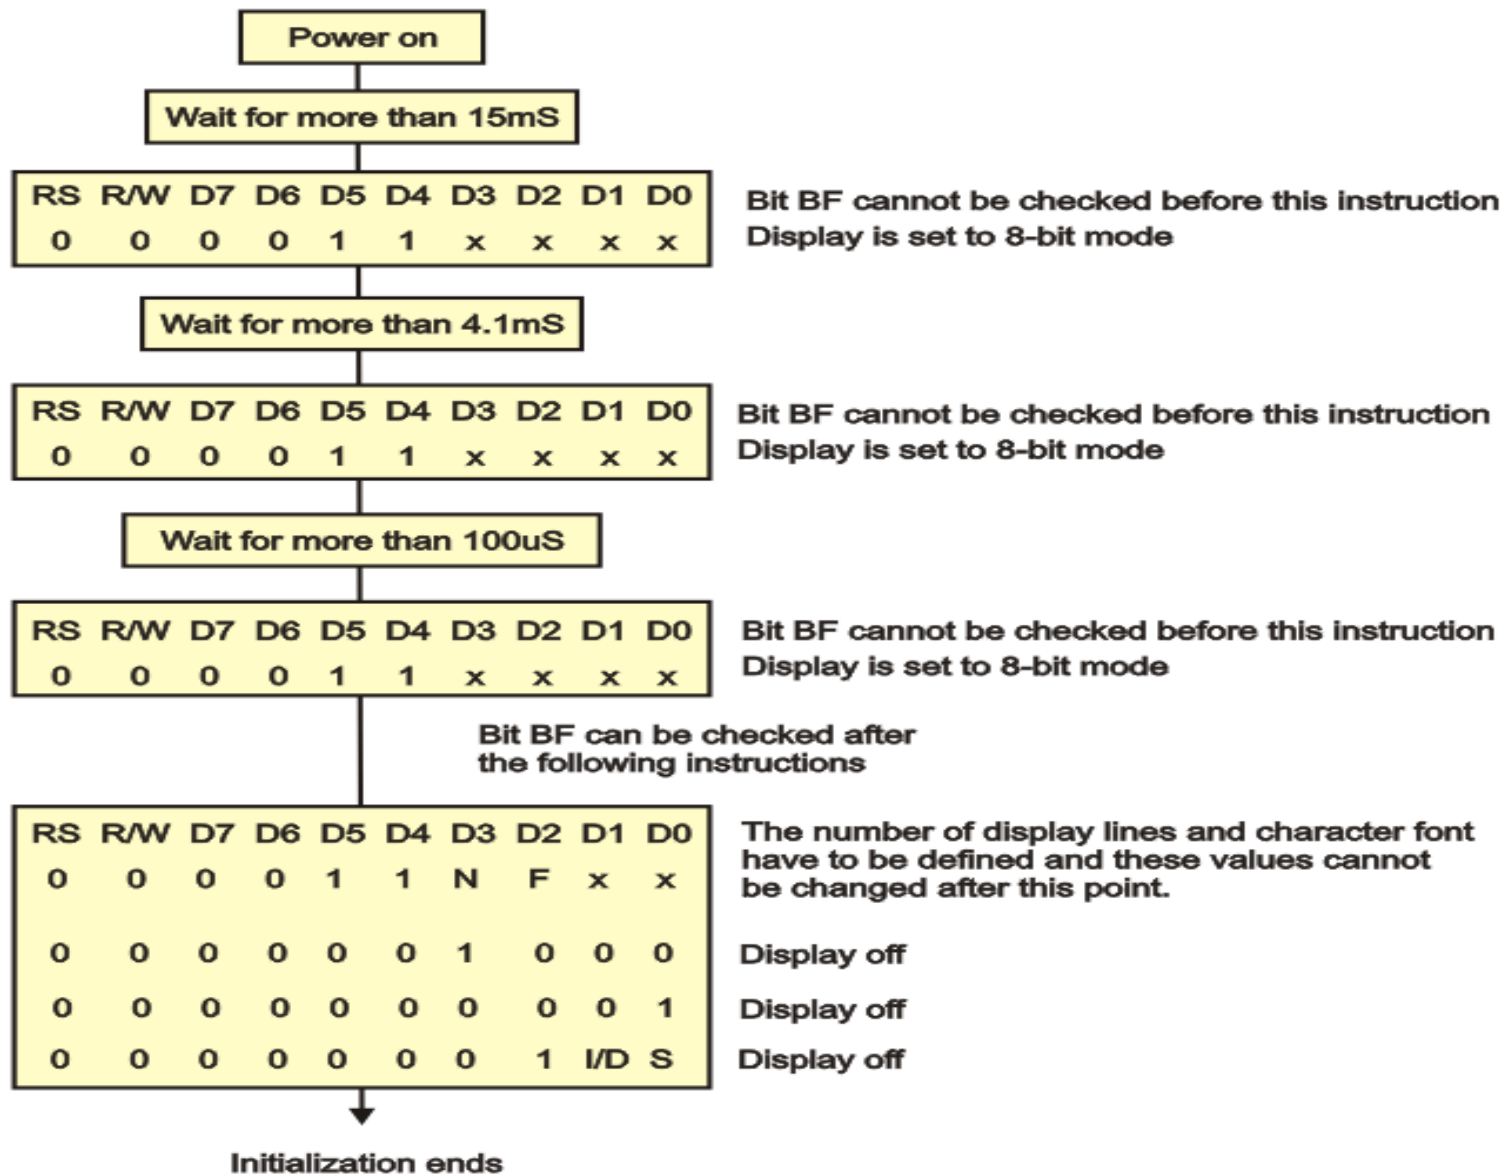 Power on
Wait for more than 15mS
RS R/W D7 D6 D5 D4 D3 D2 D1 D0
0 0 0 0 1 1 x x x x
Bit BF cannot be checked before this instruction
Display is set to 8-bit mode
Wait for more than 4.1mS
RS R/W D7 D6 D5 D4 D3 D2 D1 D0
0 0 0 0 1 1 x x x x
Bit BF cannot be checked before this instruction
Display is set to 8-bit mode
Wait for more than 100uS
RS R/W D7 D6 D5 D4 D3 D2 D1 D0
0 0 0 0 1 1 x x x x
Bit BF cannot be checked before this instruction
Display is set to 8-bit mode
Bit BF can be checked after
the following instructions
RS R/W D7 D6 D5 D4 D3 D2 D1 D0
0 0 0 0 1 1 N F x x
The number of display lines and character font
have to be defined and these values cannot
be changed after this point.
0 0 0 0 0 0 1 0 0 0 Display off
0 0 0 0 0 0 0 0 0 1 Display off
0 0 0 0 0 0 0 1 I/D S Display off
Initialization ends